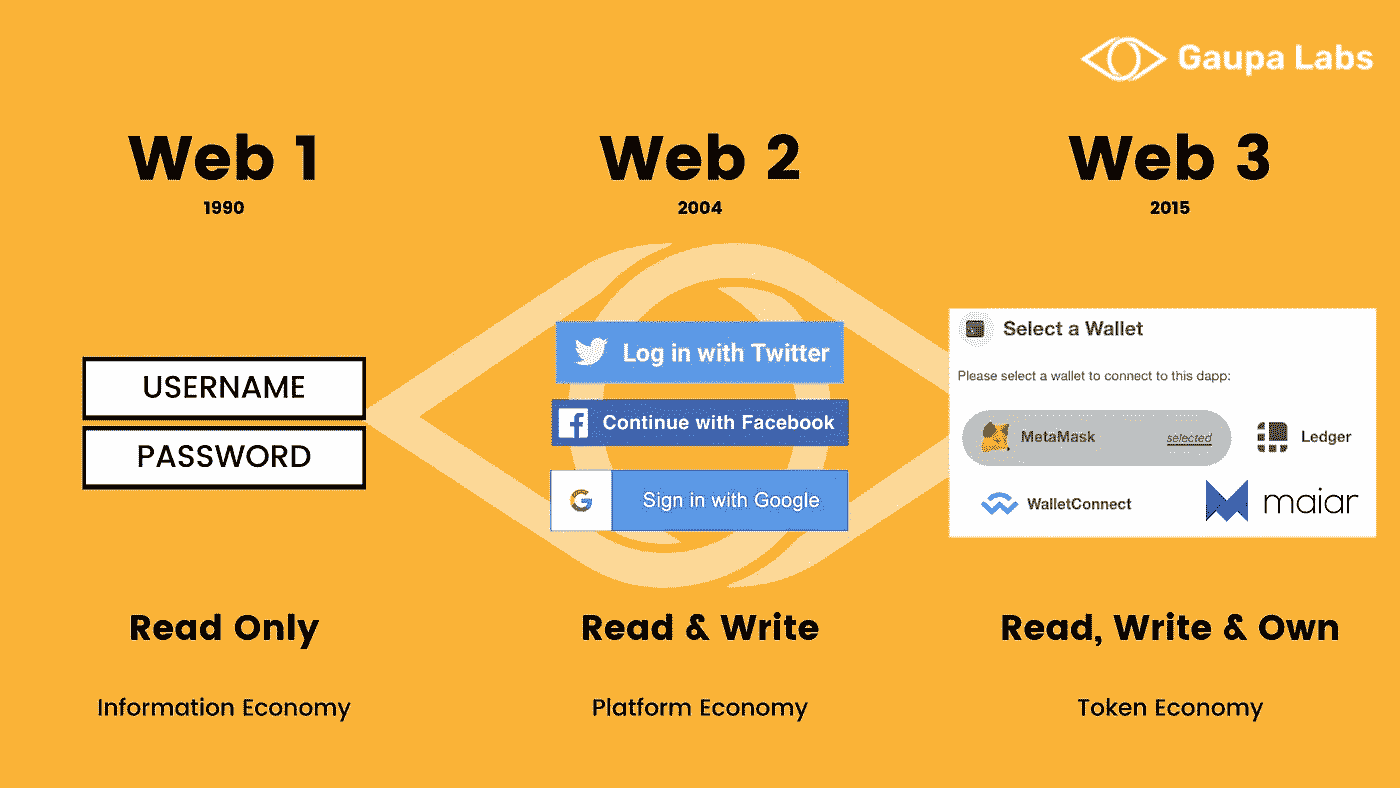 Gaupa Labs
Web 1
1990
USERNAME
PASSWORD
Read Only
Information Economy
Web 2
2004
Log in with Twitter
Continue with Facebook
Sign in with Google
Read & Write
Platform Economy
Web 3
2015
Select a Wallet
Please select a wallet to connect to this dapp:
MetaMask selected
Ledger
WalletConnect
maiar
Read, Write & Own
Token Economy